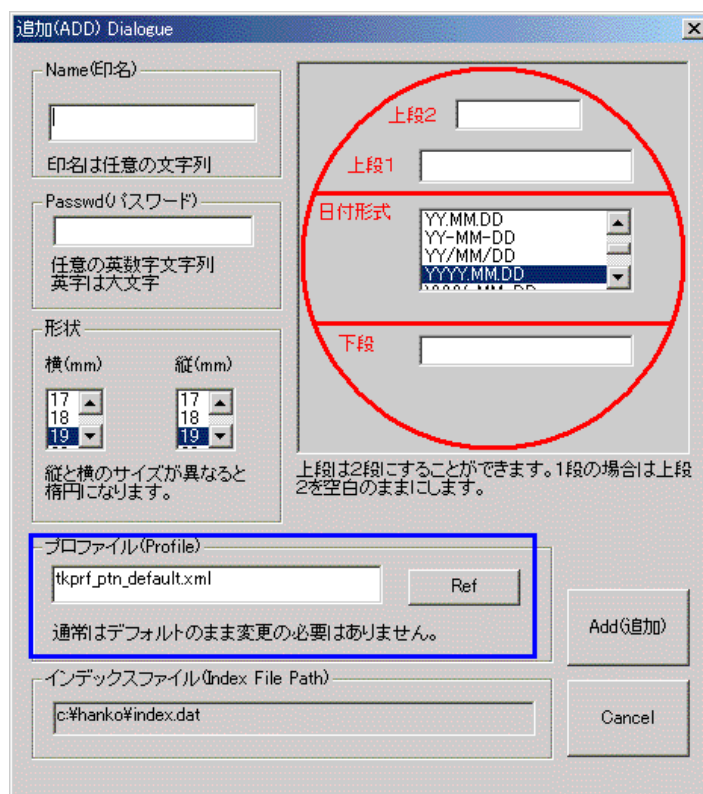 追加(ADD) Dialogue
Name(印名)
印名は任意の文字列
Passwd(パスワード)
任意の英数字文字列
英字は大文字
形状
横(mm)
縦(mm)
17
18
19
17
18
19
縦と横のサイズが異なると
楕円になります。
上段2
上段1
日付形式
YY.MM.DD
YY-MM-DD
YY/MM/DD
YYYY.MM.DD
下段
上段は2段にすることができます。1段の場合は上段
2を空白のままにします。
プロファイル(Profile)
tkprf_ptn_default.xml
Ref
通常はデフォルトのまま変更の必要はありません。
インデックスファイル(Index File Path)
c:¥hanko¥index.dat
Add(追加)
Cancel